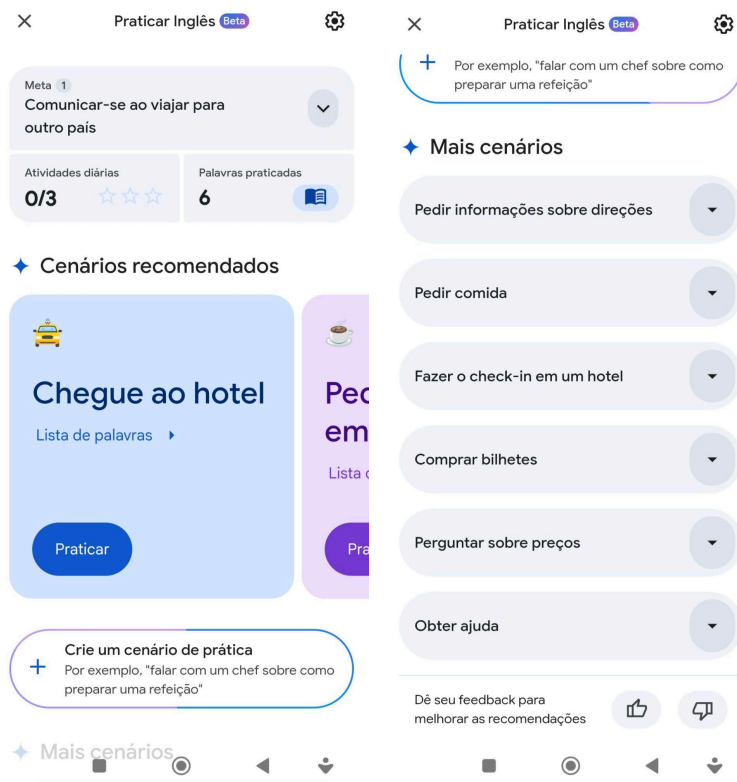 Praticar Inglês Beta
Meta 1
Comunicar-se ao viajar para
outro país
Atividades diárias
0/3
Palavras praticadas
6
Cenários recomendados
Chegue ao hotel
Lista de palavras
Praticar
Crie um cenário de prática
Por exemplo, "falar com um chef sobre como
preparar uma refeição"
Mais cenários
Praticar Inglês Beta
Por exemplo, "falar com um chef sobre como
preparar uma refeição"
Mais cenários
Pedir informações sobre direções
Pedir comida
Fazer o check-in em um hotel
Comprar bilhetes
Perguntar sobre preços
Obter ajuda
Dê seu feedback para
melhorar as recomendações